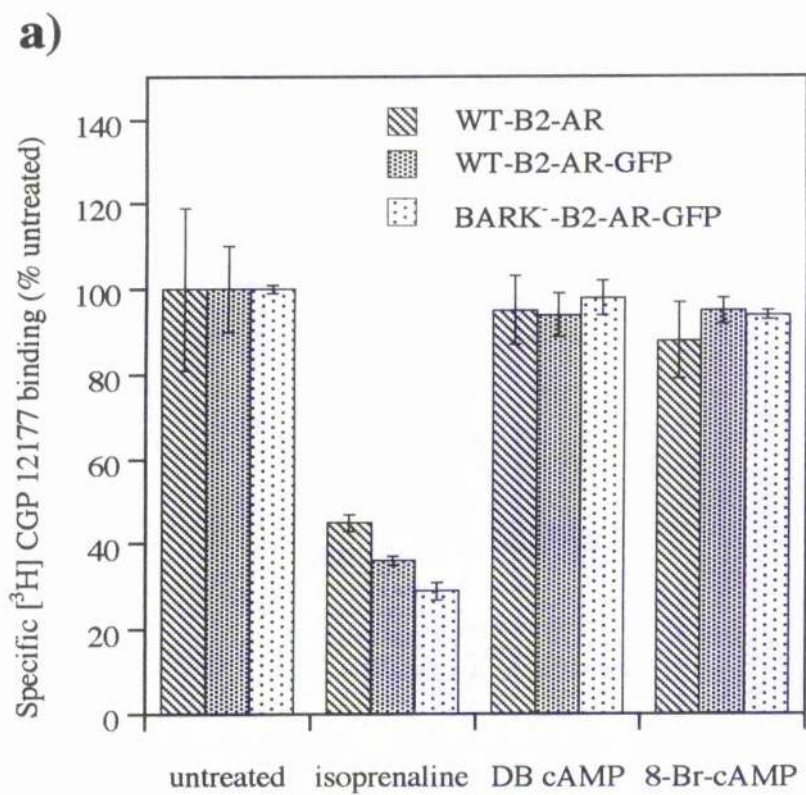 a)
Specific [³H] CGP 12177 binding (% untreated)
140
120
100
80
60
40
20
0
WT-B2-AR
WT-B2-AR-GFP
BARK⁻-B2-AR-GFP
untreated isoprenaline DB cAMP 8-Br-cAMP